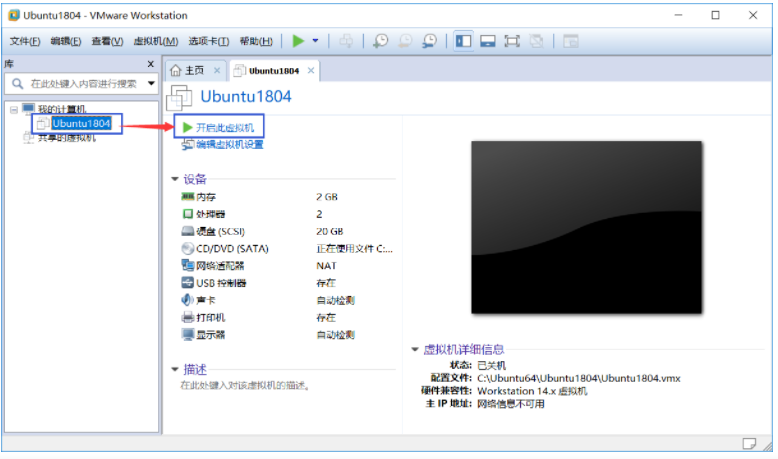 Ubuntu1804 - VMware Workstation
文件(F) 编辑(E) 查看(V) 虚拟机(M) 选项卡(T) 帮助(H)
库 x
在此处键入内容进行搜索
主页 × Ubuntu1804 ×
我的计算机
Ubuntu1804
共享的虚拟机
Ubuntu1804
开启此虚拟机
编辑虚拟机设置
设备
内存 2 GB
处理器 2
硬盘 (SCSI) 20 GB
CD/DVD (SATA) 正在使用文件 C:...
网络适配器 NAT
USB 控制器 存在
声卡 自动检测
打印机 存在
显示器 自动检测
描述
在此处键入对该虚拟机的描述。
虚拟机详细信息
状态: 已关机
配置文件: C:\Ubuntu64\Ubuntu1804\Ubuntu1804.vmx
硬件兼容性: Workstation 14.x 虚拟机
主 IP 地址: 网络信息不可用